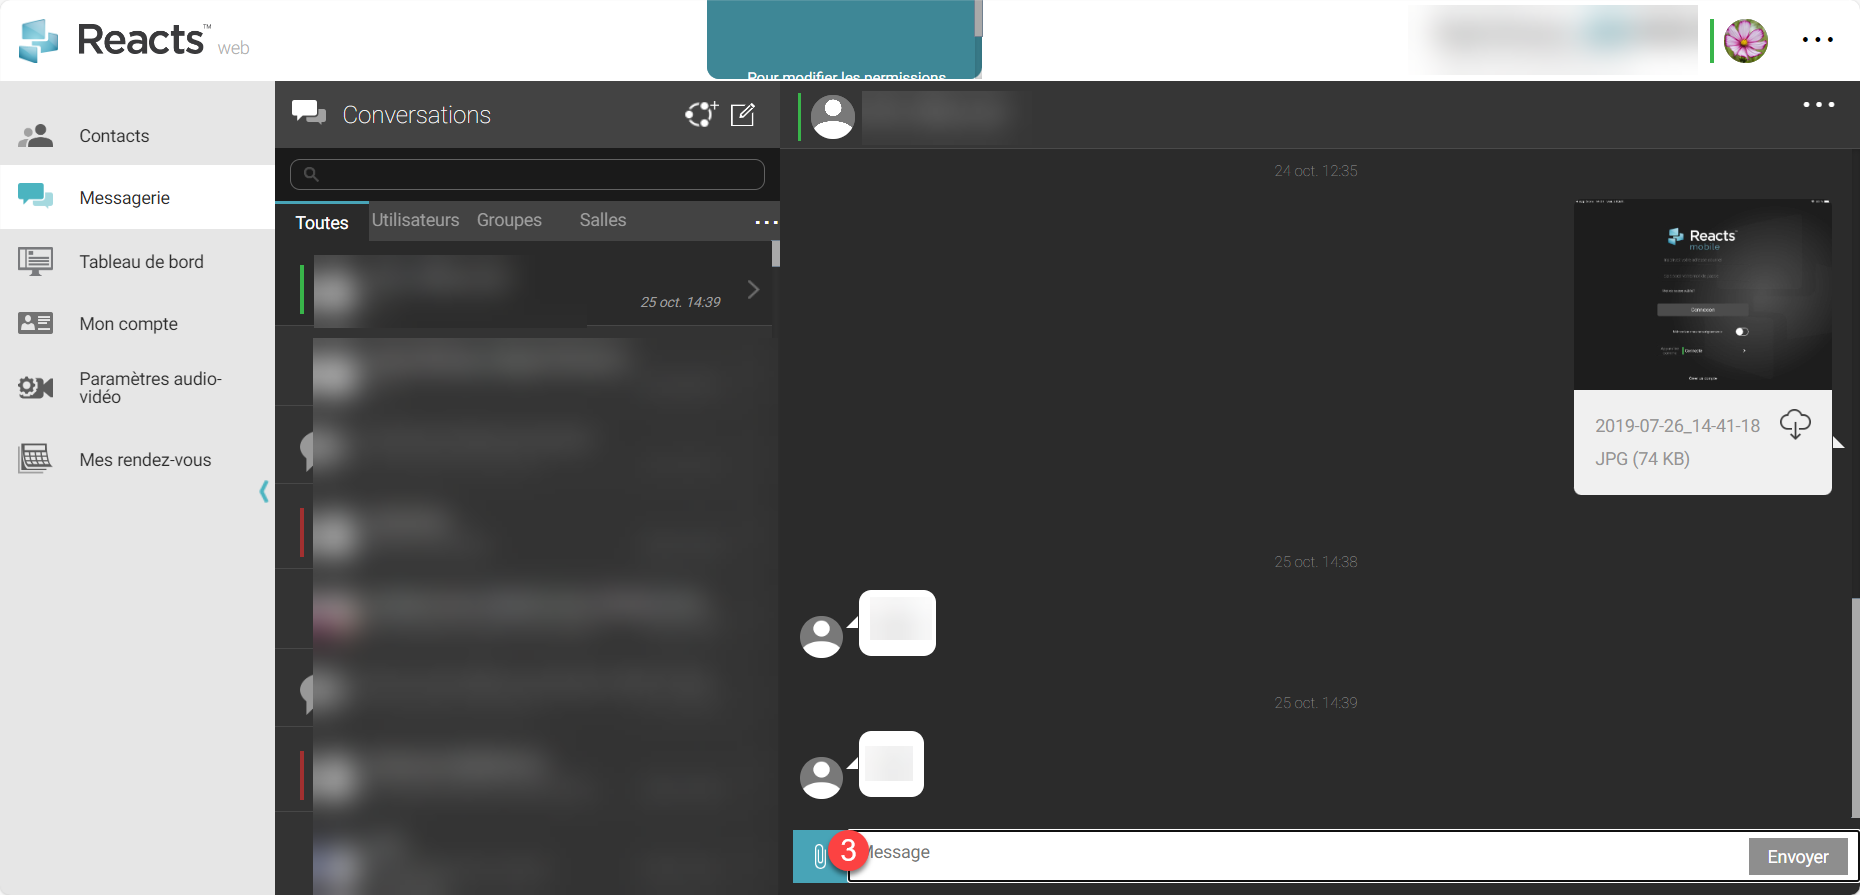 Reacts™ web
Pour modifier les permissions
Contacts
Messagerie
Tableau de bord
Mon compte
Paramètres audio-
vidéo
Mes rendez-vous
Conversations
Toutes Utilisateurs Groupes Salles
25 oct. 14:39
24 oct. 12:35
Reacts
mobile
Connexion
2019-07-26_14-41-18
JPG (74 KB)
25 oct. 14:38
25 oct. 14:39
3 Message
Envoyer